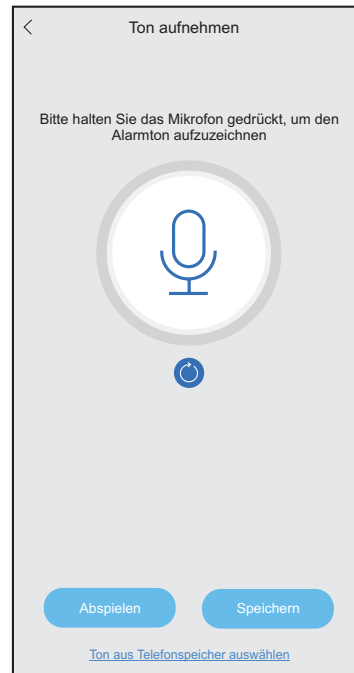 Ton aufnehmen
Bitte halten Sie das Mikrofon gedrückt, um den
Alarmton aufzuzeichnen
Abspielen
Speichern
Ton aus Telefonspeicher auswählen